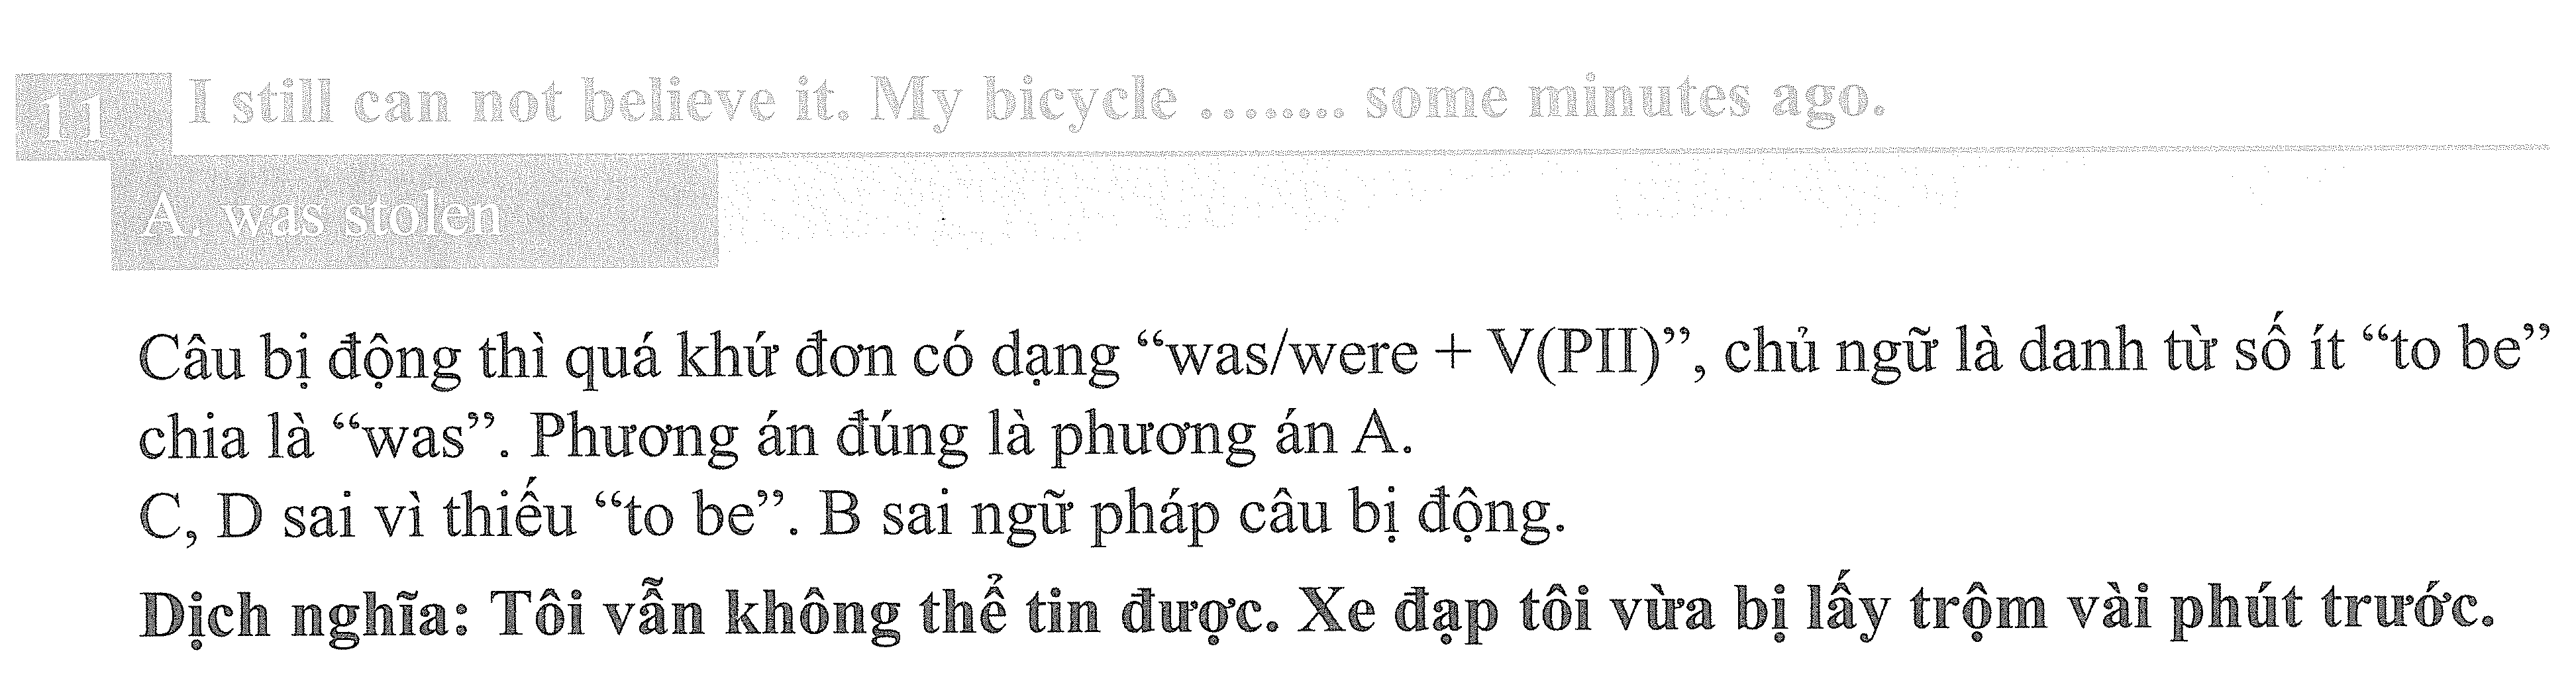 11 I still can not believe it. My bicycle ........ some minutes ago.
A. was stolen
Câu bị động thì quá khứ đơn có dạng “was/were + V(PII)”, chủ ngữ là danh từ số ít “to be”
chia là “was”. Phương án đúng là phương án A.
C, D sai vì thiếu “to be”. B sai ngữ pháp câu bị động.
Dịch nghĩa: Tôi vẫn không thể tin được. Xe đạp tôi vừa bị lấy trộm vài phút trước.